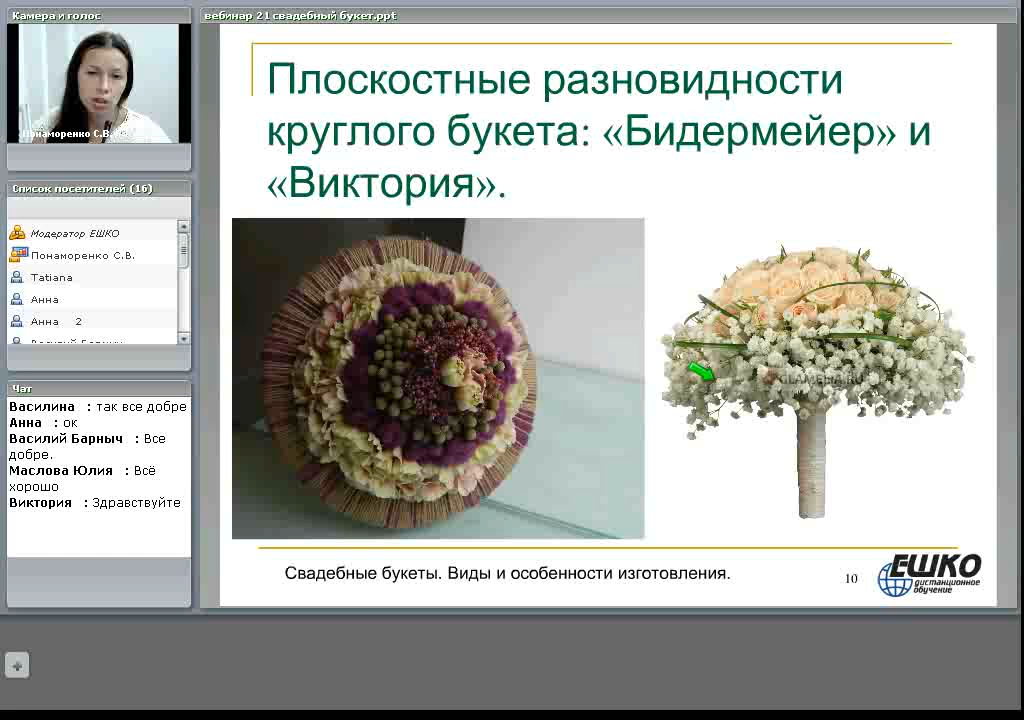 Камера и голос
Понаморенко С.В.
Список посетителей (16)
Модератор ЕШКО
Понаморенко С.В.
Tatiana
Анна
Анна 2
Чат
Василина : так все добре
Анна : ок
Василий Барныч : Все
добре.
Маслова Юлия : Всё
хорошо
Виктория : Здравствуйте
вебинар 21 свадебный букет.ppt
Плоскостные разновидности
круглого букета: «Бидермейер» и
«Виктория».
Свадебные букеты. Виды и особенности изготовления.
10
ЕШКО
дистанционное
обучение